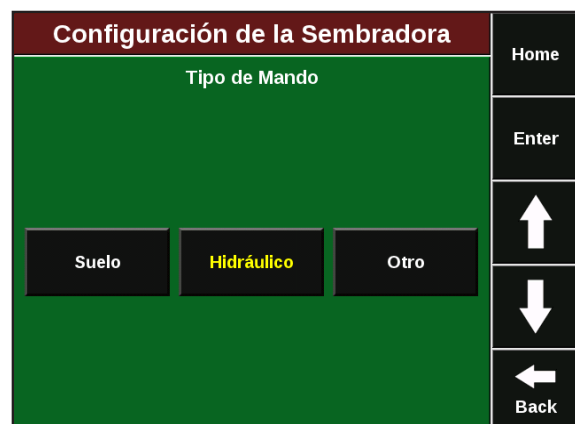 Configuración de la Sembradora
Tipo de Mando
Suelo
Hidráulico
Otro
Home
Enter
Back